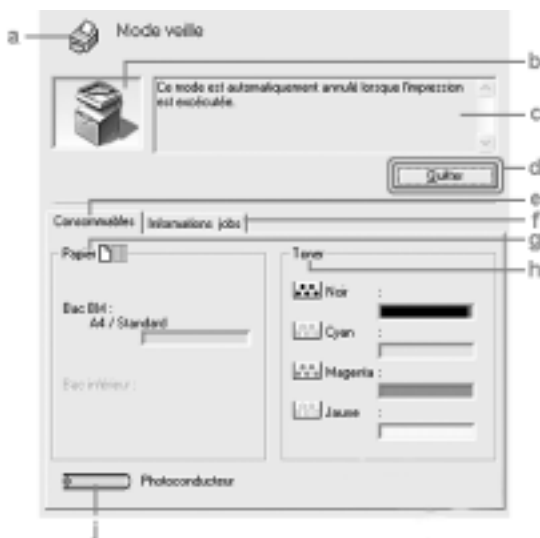 a
Mode veille
b
Ce mode est automatiquement annulé lorsque l'impression
est excécutée.
c
Quitter
d
e
Consommables
Informations jobs
f
g
Papier
Toner
h
Noir :
Bac BM :
A4 / Standard
Cyan :
Magenta :
Bac inférieur :
Jaune :
Photoconducteur
i